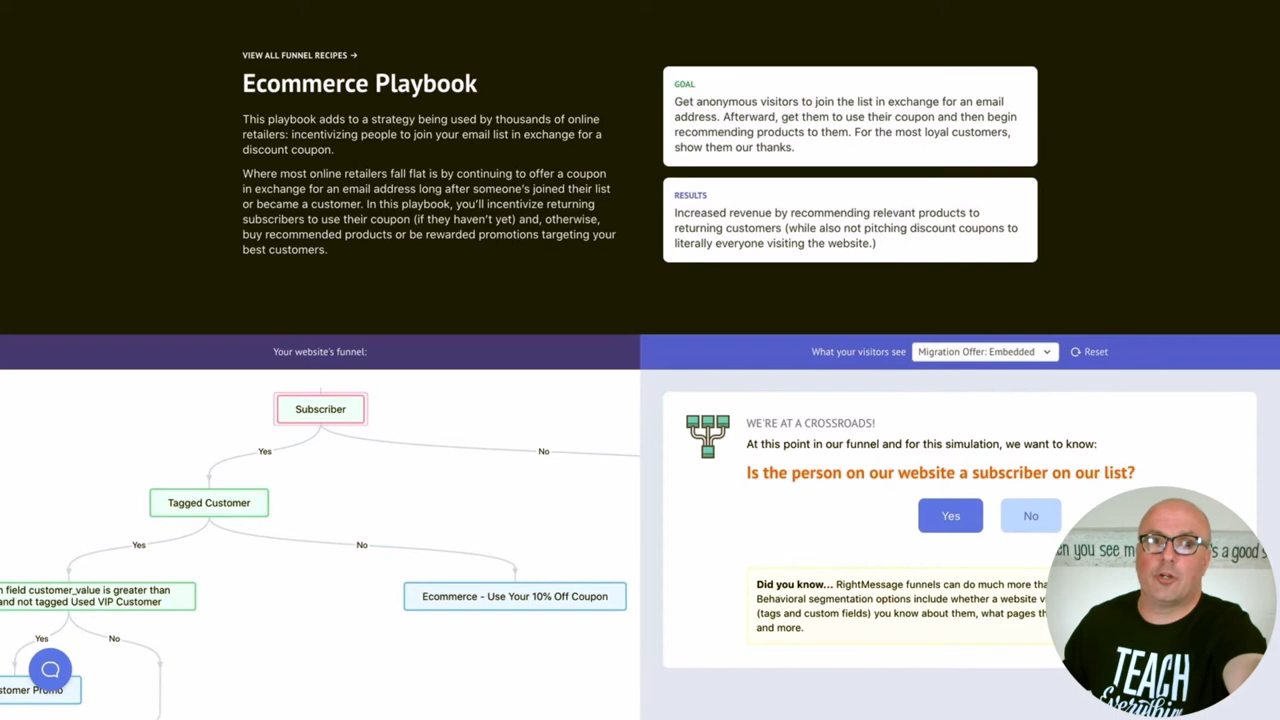 VIEW ALL FUNNEL RECIPES →
Ecommerce Playbook
This playbook adds to a strategy being used by thousands of online
retailers: incentivizing people to join your email list in exchange for a
discount coupon.
Where most online retailers fall flat is by continuing to offer a coupon
in exchange for an email address long after someone's joined their list
or became a customer. In this playbook, you'll incentivize returning
subscribers to use their coupon (if they haven't yet) and, otherwise,
buy recommended products or be rewarded promotions targeting your
best customers.
GOAL
Get anonymous visitors to join the list in exchange for an email
address. Afterward, get them to use their coupon and then begin
recommending products to them. For the most loyal customers,
show them our thanks.
RESULTS
Increased revenue by recommending relevant products to
returning customers (while also not pitching discount coupons to
literally everyone visiting the website.)
Your website's funnel:
Subscriber
Yes
No
Tagged Customer
Yes
No
field customer_value is greater than
and not tagged Used VIP Customer
Ecommerce - Use Your 10% Off Coupon
Yes
No
Promo
What your visitors see
Migration Offer: Embedded
Reset
WE'RE AT A CROSSROADS!
At this point in our funnel and for this simulation, we want to know:
Is the person on our website a subscriber on our list?
Yes
No
Did you know... RightMessage funnels can do much more
Behavioral segmentation options include whether a website
(tags and custom fields) you know about them, what pages
and more.
you see
a good
TEACH
Everything